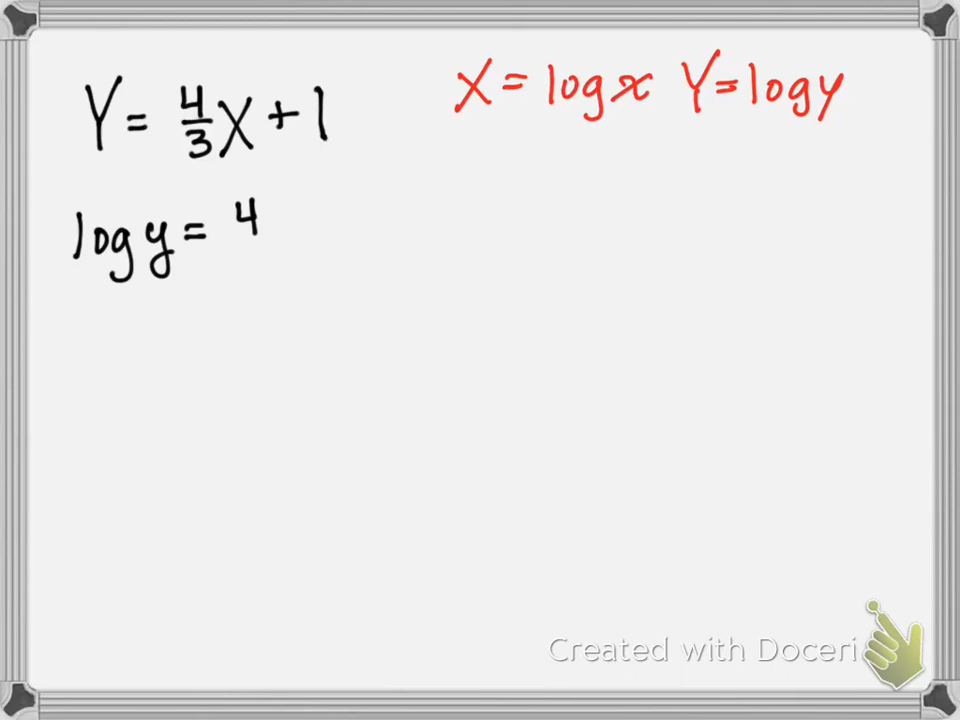 Y = 4/3 X + 1
X = log x Y = log y
log y = 4
Created with Doceri